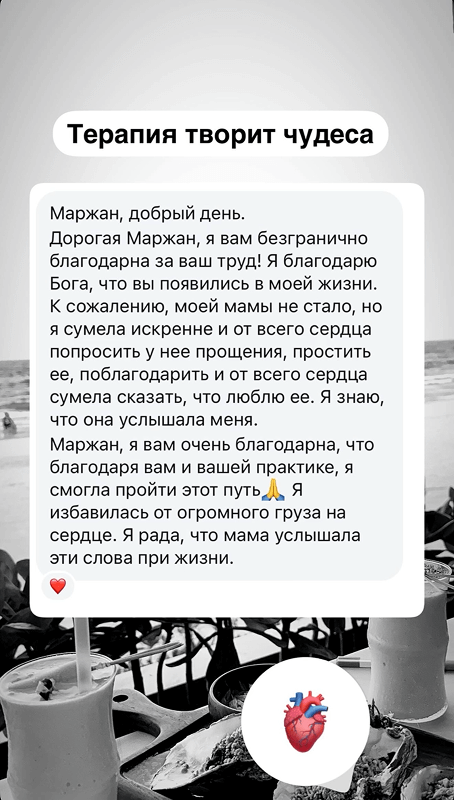 Терапия творит чудеса
Маржан, добрый день.
Дорогая Маржан, я вам безгранично
благодарна за ваш труд! Я благодарю
Бога, что вы появились в моей жизни.
К сожалению, моей мамы не стало, но
я сумела искренне и от всего сердца
попросить у нее прощения, простить
ее, поблагодарить и от всего сердца
сумела сказать, что люблю ее. Я знаю,
что она услышала меня.
Маржан, я вам очень благодарна, что
благодаря вам и вашей практике, я
смогла пройти этот путь🙏 Я
избавилась от огромного груза на
сердце. Я рада, что мама услышала
эти слова при жизни.